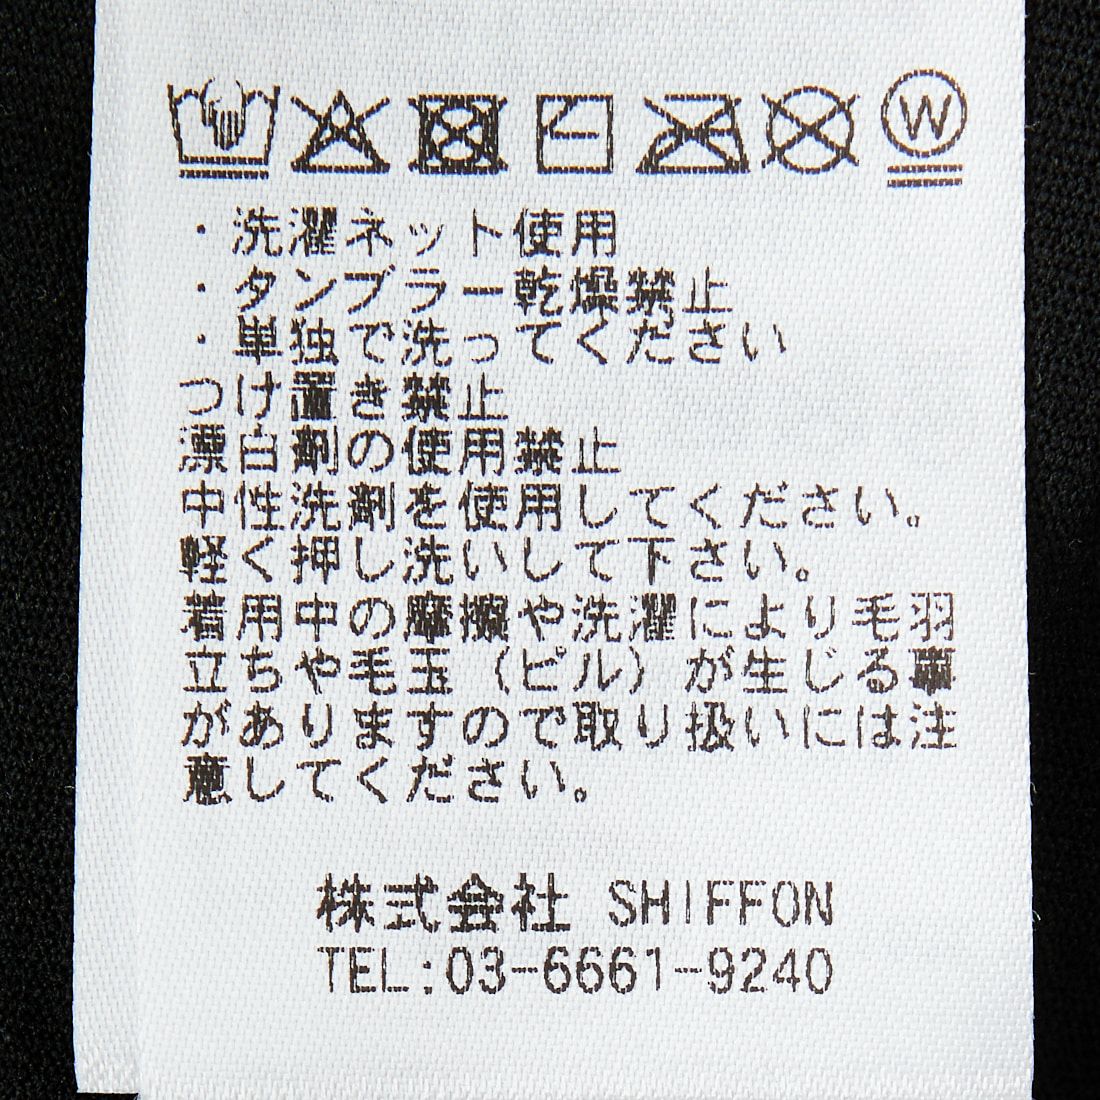 W
・洗濯ネット使用
・タンブラー乾燥禁止
・単独で洗ってください
つけ置き禁止
漂白剤の使用禁止
中性洗剤を使用してください。
軽く押し洗いして下さい。
着用中の摩擦や洗濯により毛羽
立ちや毛玉（ピル）が生じる事
がありますので取り扱いには注
意してください。
株式会社 SHIFFON
TEL:03-6661-9240